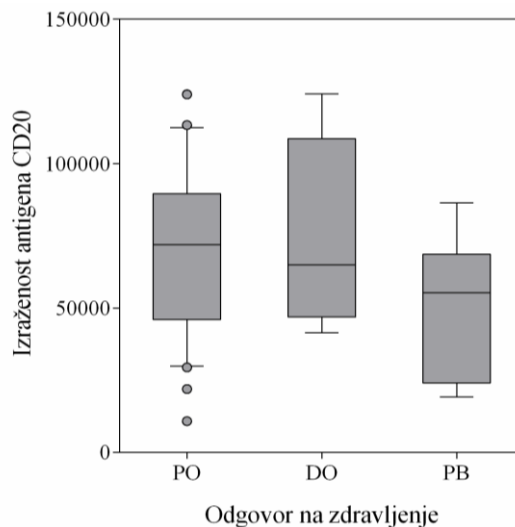 Izraženost antigena CD20
150000
100000
50000
0
PO DO PB
Odgovor na zdravljenje